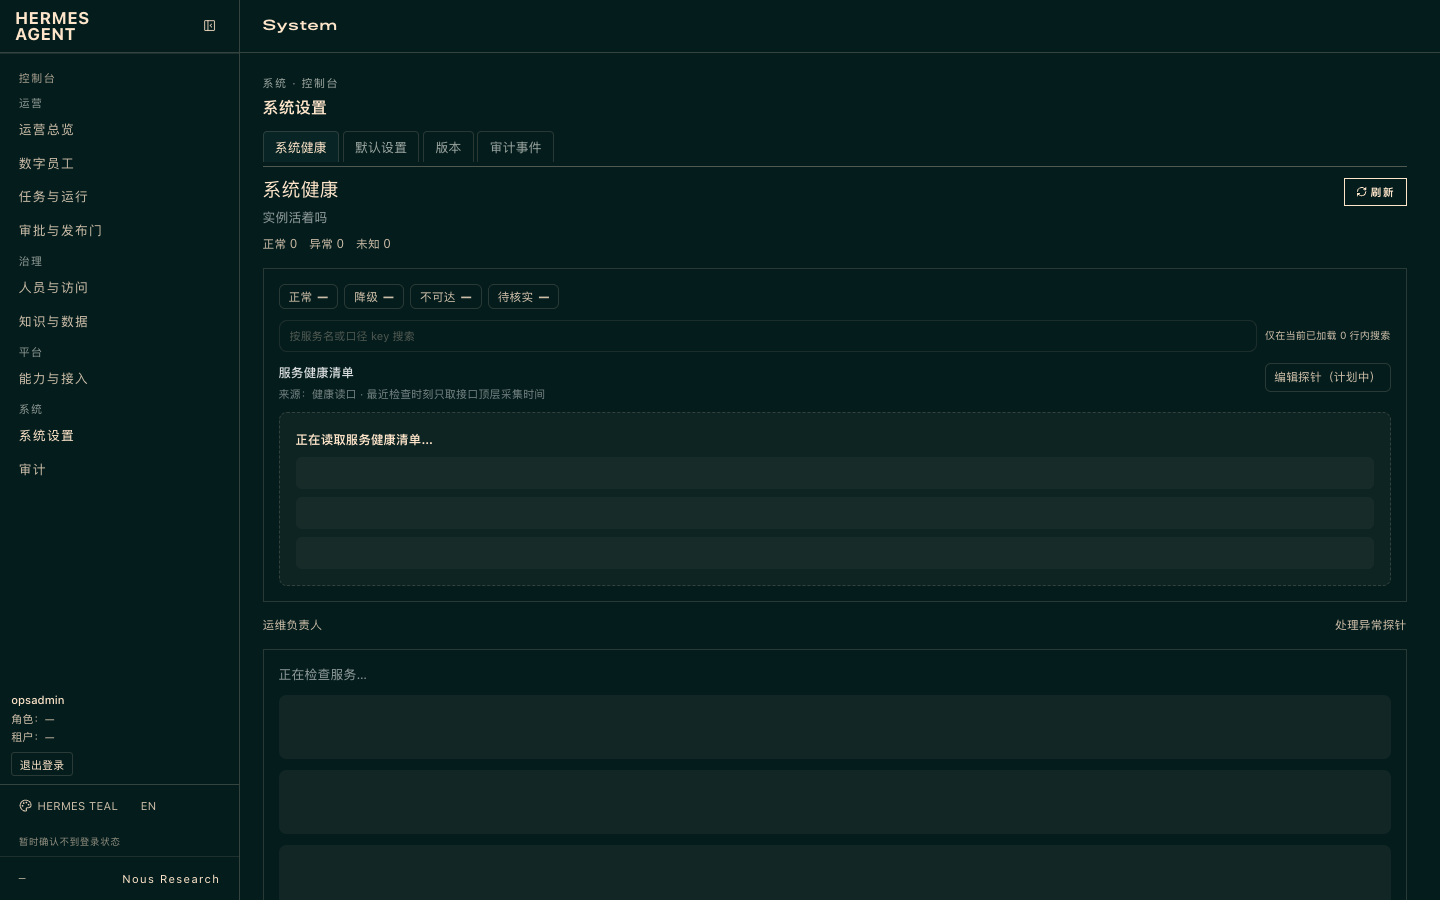 HERMES
AGENT
System
控制台
运营
运营总览
数字员工
任务与运行
审批与发布门
治理
人员与访问
知识与数据
平台
能力与接入
系统
系统设置
审计
opsadmin
角色: —
租户: —
退出登录
HERMES TEAL EN
暂时确认不到登录状态
— Nous Research
系统 · 控制台
系统设置
系统健康 默认设置 版本 审计事件
系统健康
刷新
实例活着吗
正常 0 异常 0 未知 0
正常 — 降级 — 不可达 — 待核实 —
按服务名或口径 key 搜索
仅在当前已加载 0 行内搜索
服务健康清单
编辑探针（计划中）
来源：健康读口 · 最近检查时刻只取接口顶层采集时间
正在读取服务健康清单...
运维负责人 处理异常探针
正在检查服务...